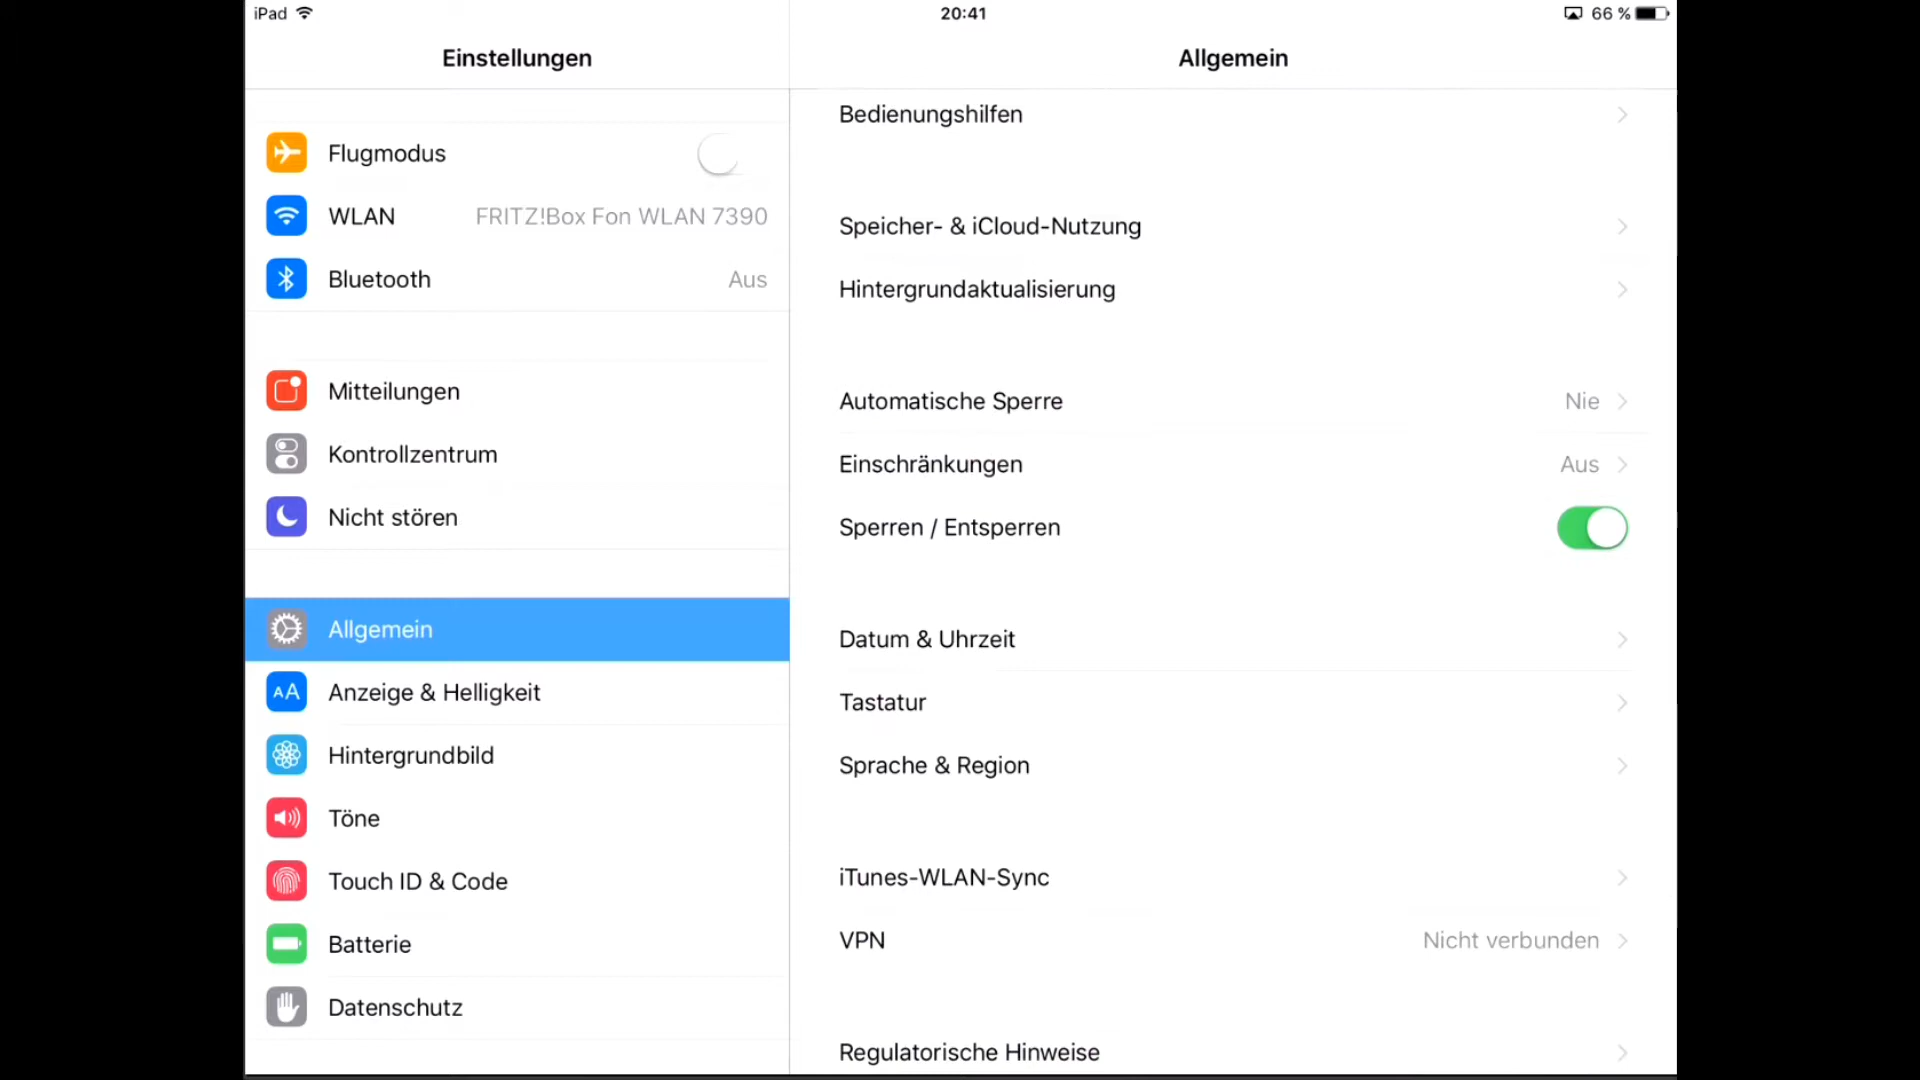 iPad
20:41
66 %
Einstellungen
Flugmodus
WLAN FRITZ!Box Fon WLAN 7390
Bluetooth Aus
Mitteilungen
Kontrollzentrum
Nicht stören
Allgemein
AA Anzeige & Helligkeit
Hintergrundbild
Töne
Touch ID & Code
Batterie
Datenschutz
Allgemein
Bedienungshilfen
Speicher- & iCloud-Nutzung
Hintergrundaktualisierung
Automatische Sperre Nie
Einschränkungen Aus
Sperren / Entsperren
Datum & Uhrzeit
Tastatur
Sprache & Region
iTunes-WLAN-Sync
VPN Nicht verbunden
Regulatorische Hinweise